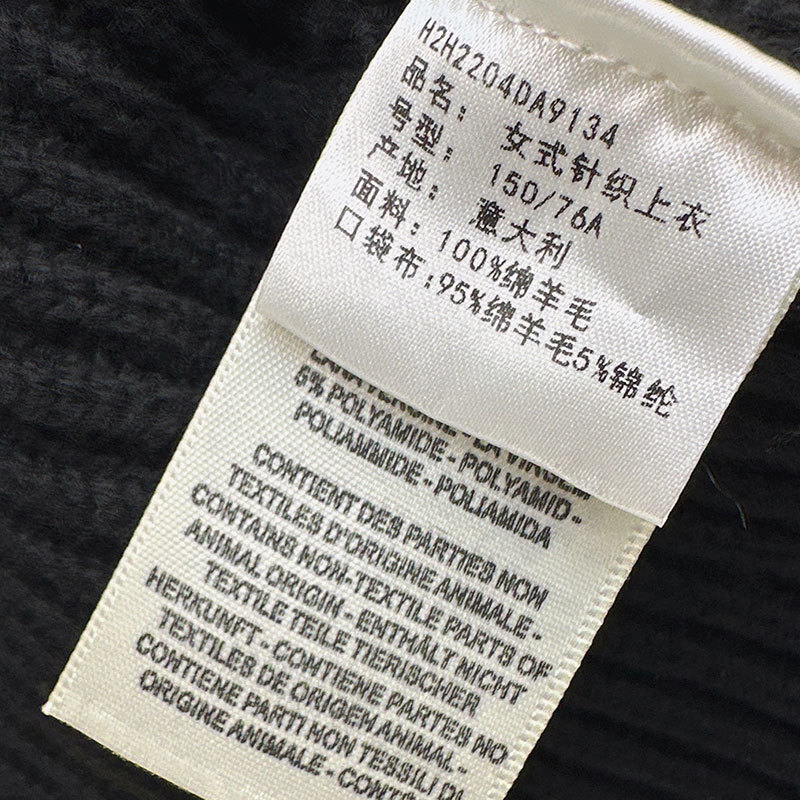 H2H2204DA9134
品名: 女式针织上衣
号型: 150/76A
产地: 意大利
面料: 100%绵羊毛
口袋布:95%绵羊毛5%锦纶
5% POLYAMIDE - POLYAMID -
POLIAMMIDE - POLIAMIDA
CONTIENT DES PARTIES NON
TEXTILES D'ORIGINE ANIMALE -
CONTAINS NON-TEXTILE PARTS OF
ANIMAL ORIGIN - ENTHÄLT NICHT
TEXTILE TEILE TIERISCHER
HERKUNFT - CONTIENE PARTES NO
TEXTILES DE ORIGEN ANIMAL -
CONTIENE PARTI NON TESSILI DI
ORIGINE ANIMALE -